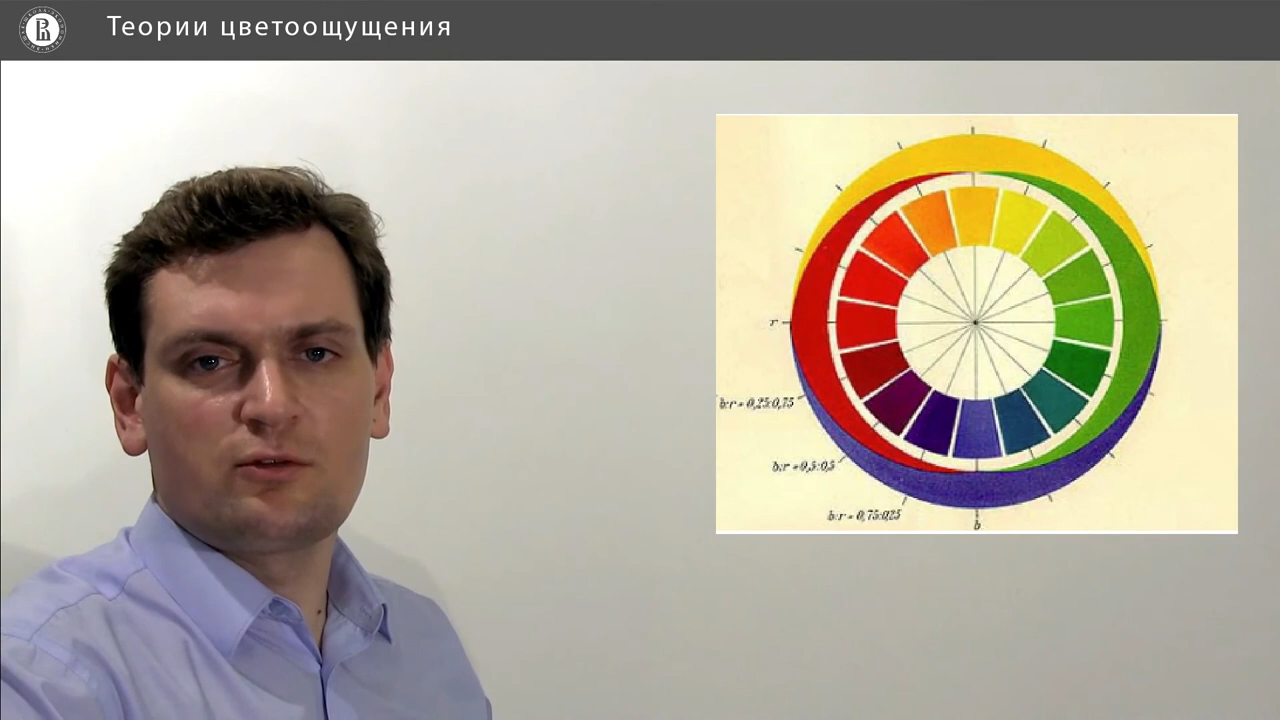 Теории цветоощущения
r
b:r = 0,25:0,75
b:r = 0,5:0,5
b:r = 0,75:0,25
b